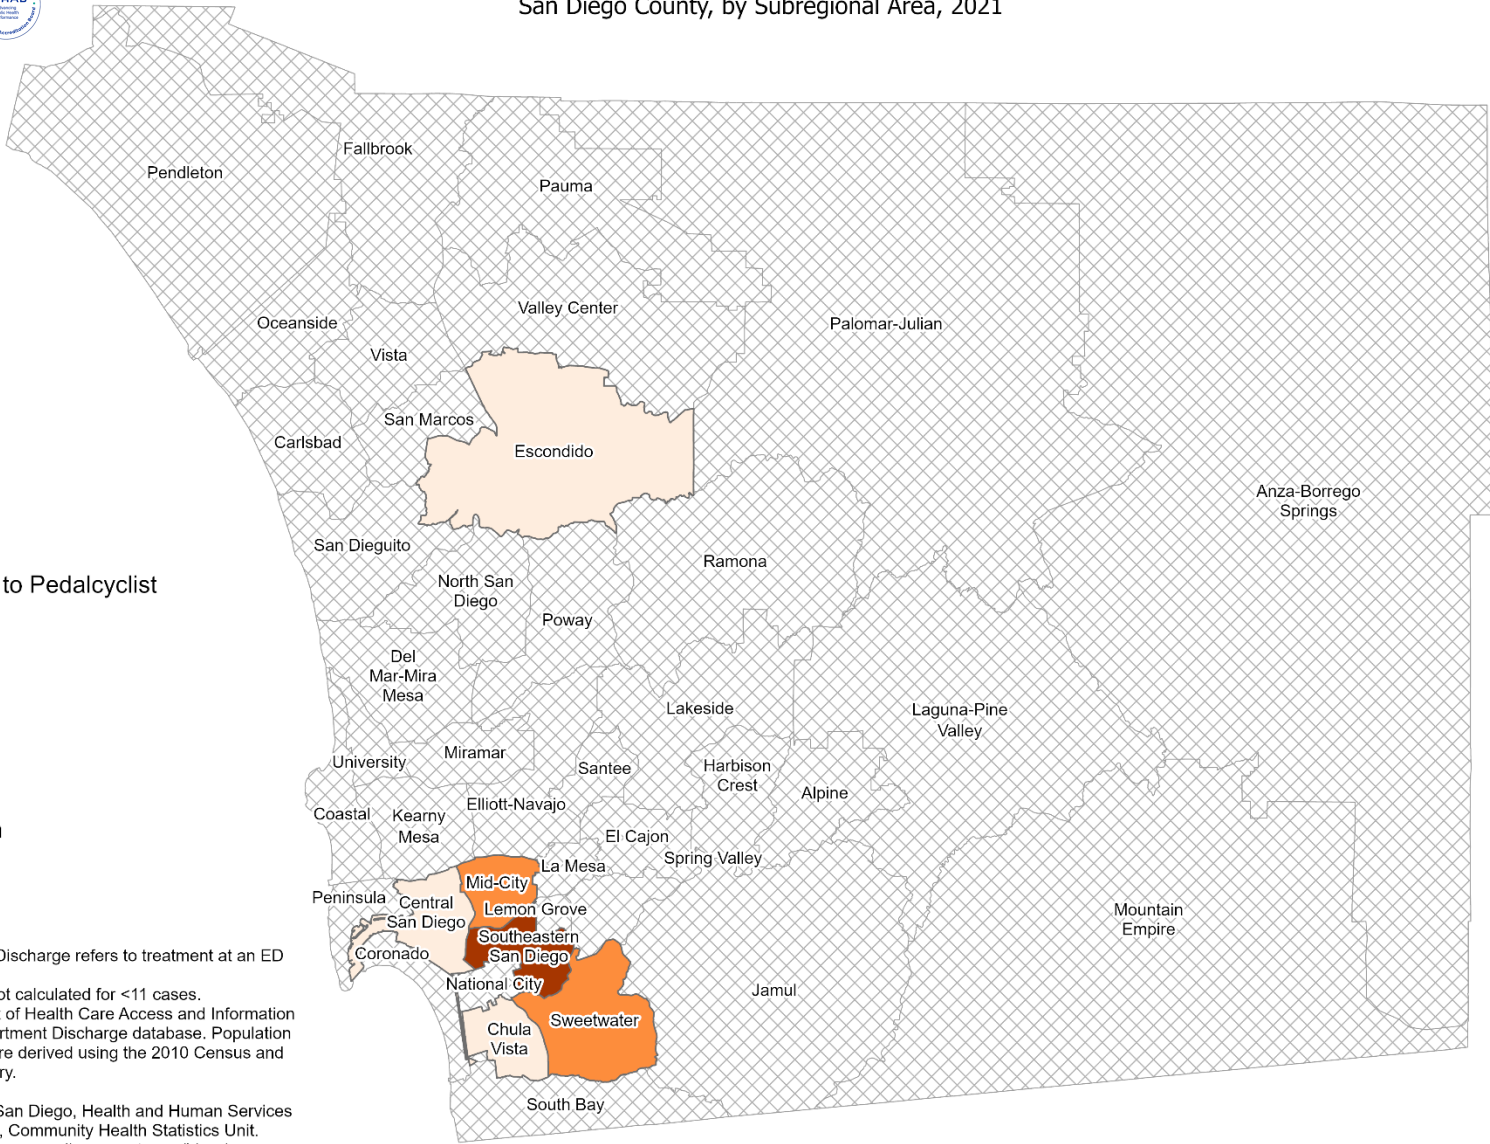 San Diego County, by Subregional Area, 2021
Fallbrook
Pendleton
Pauma
Valley Center
Oceanside
Palomar-Julian
Vista
San Marcos
Carlsbad
Escondido
Anza-Borrego
Springs
San Dieguito
Ramona
North San
Diego
to Pedalcyclist
Poway
Del
Mar-Mira
Mesa
Lakeside
Laguna-Pine
Valley
Miramar
University
Santee
Harbison
Crest
Alpine
Elliott-Navajo
Coastal
Kearny
Mesa
El Cajon
Spring Valley
La Mesa
Mid-City
Peninsula
Central
San Diego
Lemon Grove
Mountain
Empire
Southeastern
San Diego
Coronado
Discharge refers to treatment at an ED
National City
Jamul
ot calculated for <11 cases.
of Health Care Access and Information
Sweetwater
Chula
Vista
rtment Discharge database. Population
re derived using the 2010 Census and
ry.
South Bay
San Diego, Health and Human Services
, Community Health Statistics Unit.